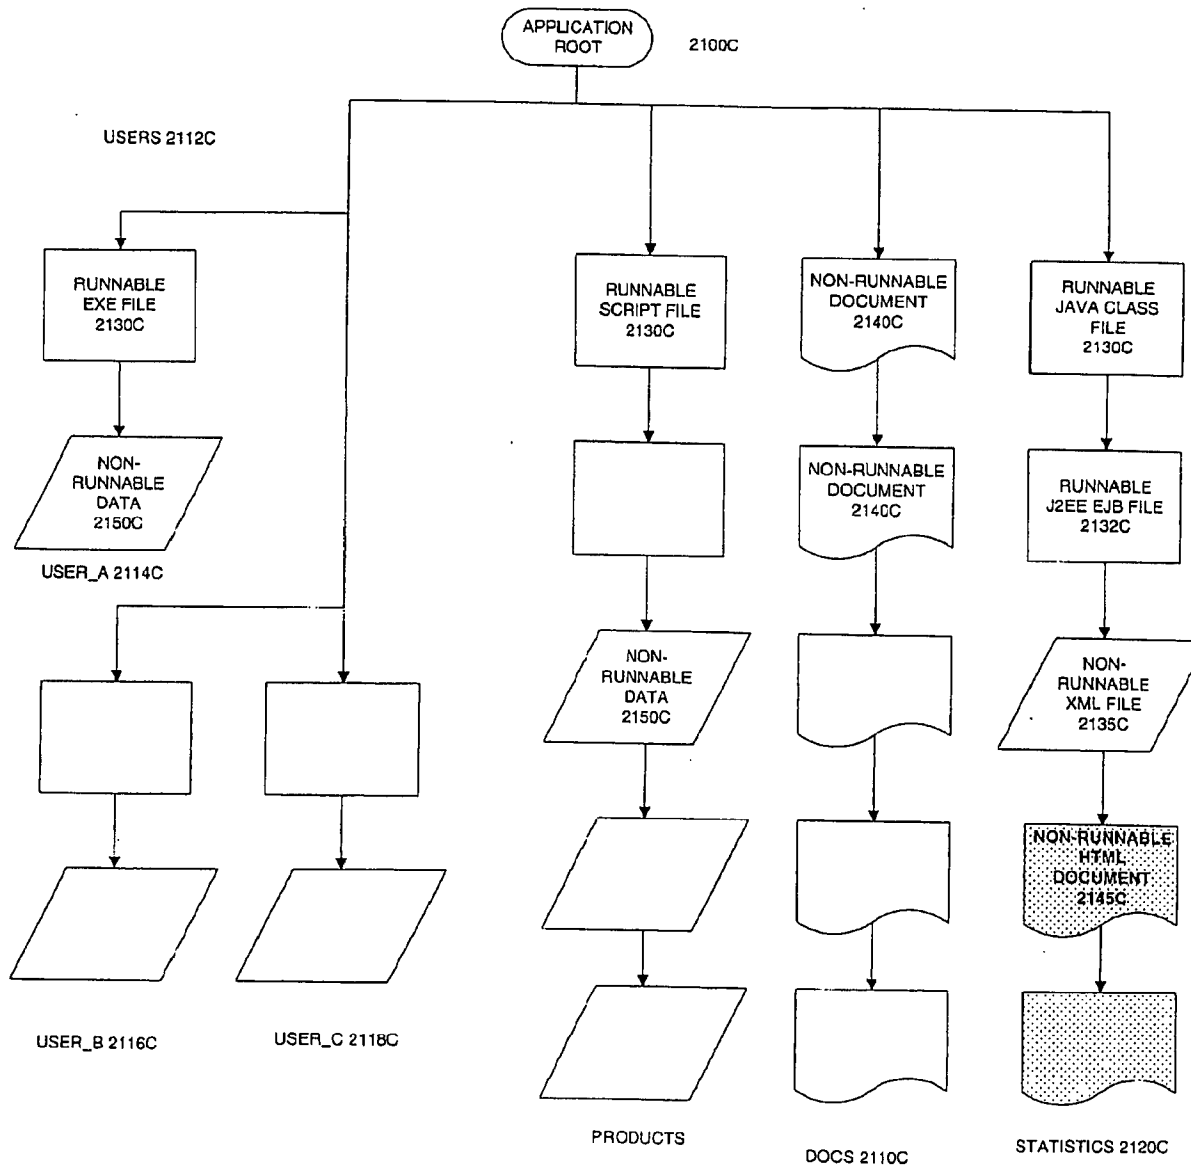 APPLICATION
ROOT
2100C
USERS 2112C
RUNNABLE
EXE FILE
2130C
NON-
RUNNABLE
DATA
2150C
USER_A 2114C
USER_B 2116C
USER_C 2118C
RUNNABLE
SCRIPT FILE
2130C
NON-
RUNNABLE
DATA
2150C
PRODUCTS
NON-RUNNABLE
DOCUMENT
2140C
NON-RUNNABLE
DOCUMENT
2140C
DOCS 2110C
RUNNABLE
JAVA CLASS
FILE
2130C
RUNNABLE
J2EE EJB FILE
2132C
NON-
RUNNABLE
XML FILE
2135C
NON-RUNNABLE
HTML
DOCUMENT
2145C
STATISTICS 2120C